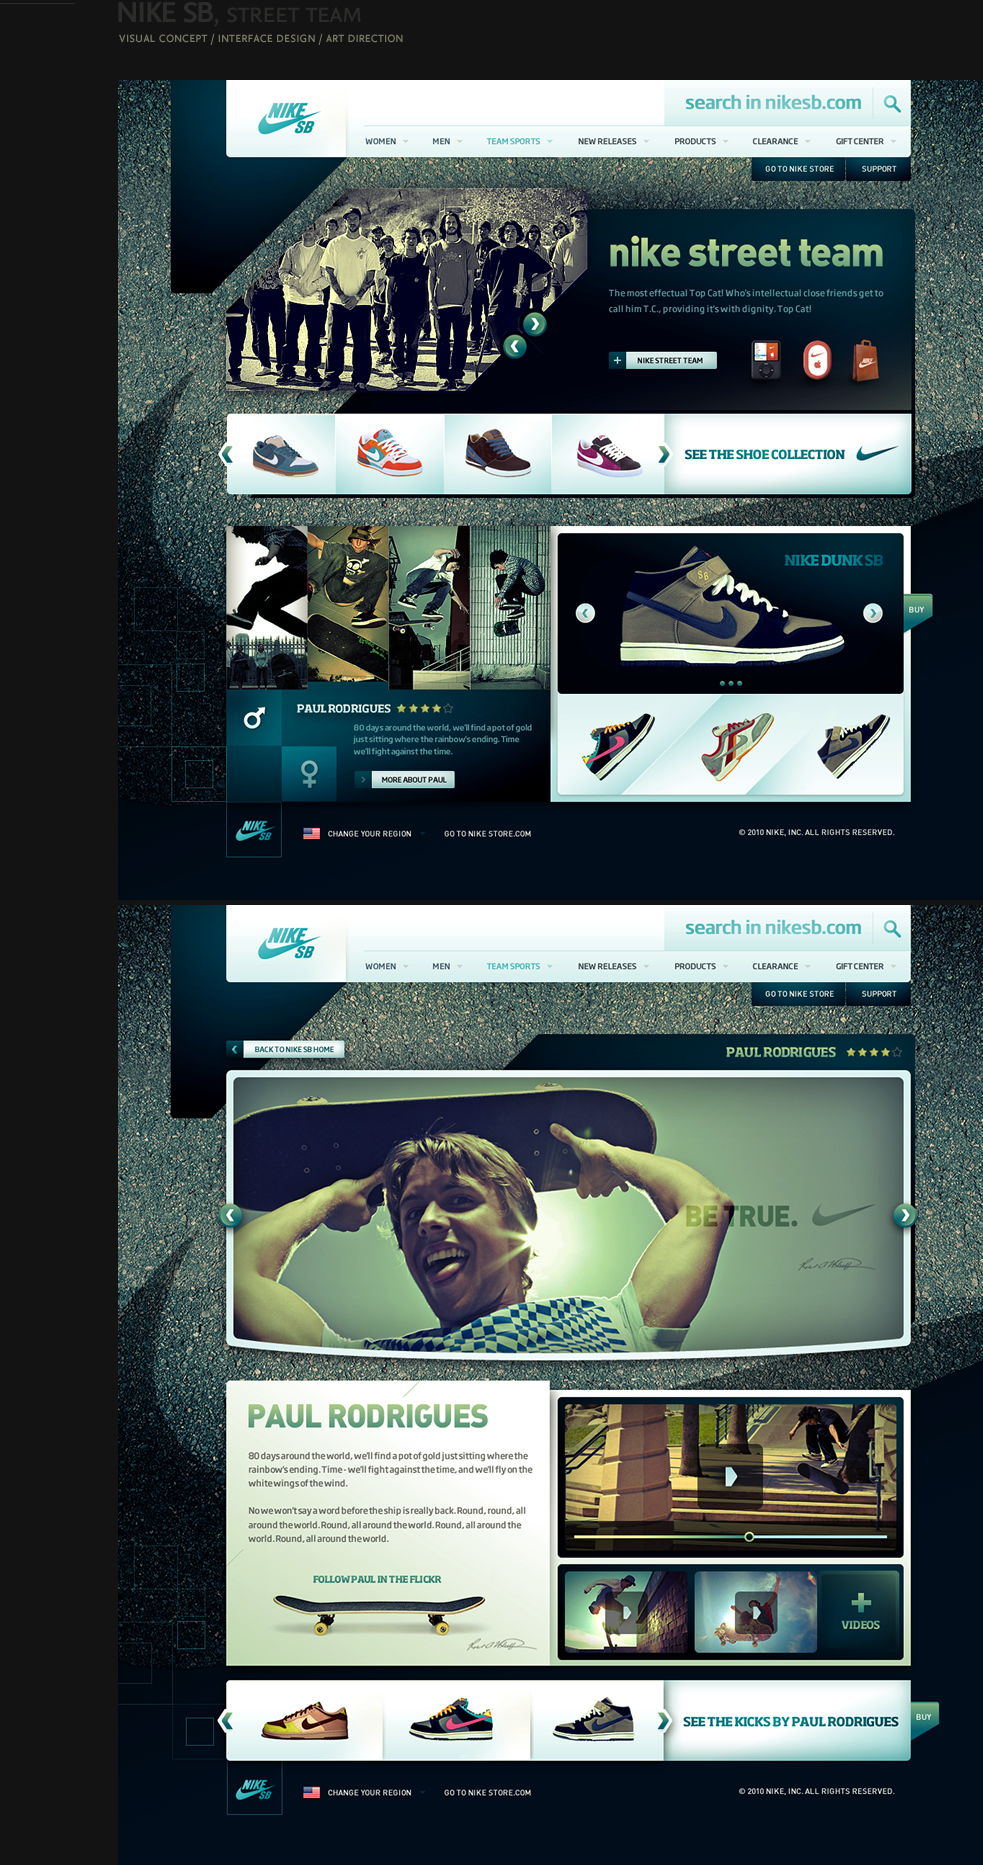 NIKE SB, STREET TEAM
VISUAL CONCEPT / INTERFACE DESIGN / ART DIRECTION
NIKE
SB
search in nikesb.com
WOMEN
MEN
TEAM SPORTS
NEW RELEASES
PRODUCTS
CLEARANCE
GIFT CENTER
GO TO NIKE STORE
SUPPORT
nike street team
The most effectual Top Cat! Who's intellectual close friends get to
call him T.C., providing it's with dignity. Top Cat!
NIKE STREET TEAM
SEE THE SHOE COLLECTION
NIKE DUNK SB
BUY
PAUL RODRIGUES
80 days around the world, we'll find a pot of gold
just sitting where the rainbow's ending. Time
we'll fight against the time.
MORE ABOUT PAUL
NIKE
SB
CHANGE YOUR REGION
GO TO NIKE STORE.COM
© 2010 NIKE, INC. ALL RIGHTS RESERVED.
NIKE
SB
search in nikesb.com
WOMEN
MEN
TEAM SPORTS
NEW RELEASES
PRODUCTS
CLEARANCE
GIFT CENTER
GO TO NIKE STORE
SUPPORT
BACK TO NIKE SB HOME
PAUL RODRIGUES
BE TRUE.
PAUL RODRIGUES
80 days around the world, we'll find a pot of gold just sitting where the
rainbow's ending. Time - we'll fight against the time, and we'll fly on the
white wings of the wind.
No we won't say a word before the ship is really back. Round, round, all
around the world. Round, all around the world. Round, all around the
world. Round, all around the world.
FOLLOW PAUL IN THE FLICKR
VIDEOS
SEE THE KICKS BY PAUL RODRIGUES
BUY
NIKE
SB
CHANGE YOUR REGION
GO TO NIKE STORE.COM
© 2010 NIKE, INC. ALL RIGHTS RESERVED.